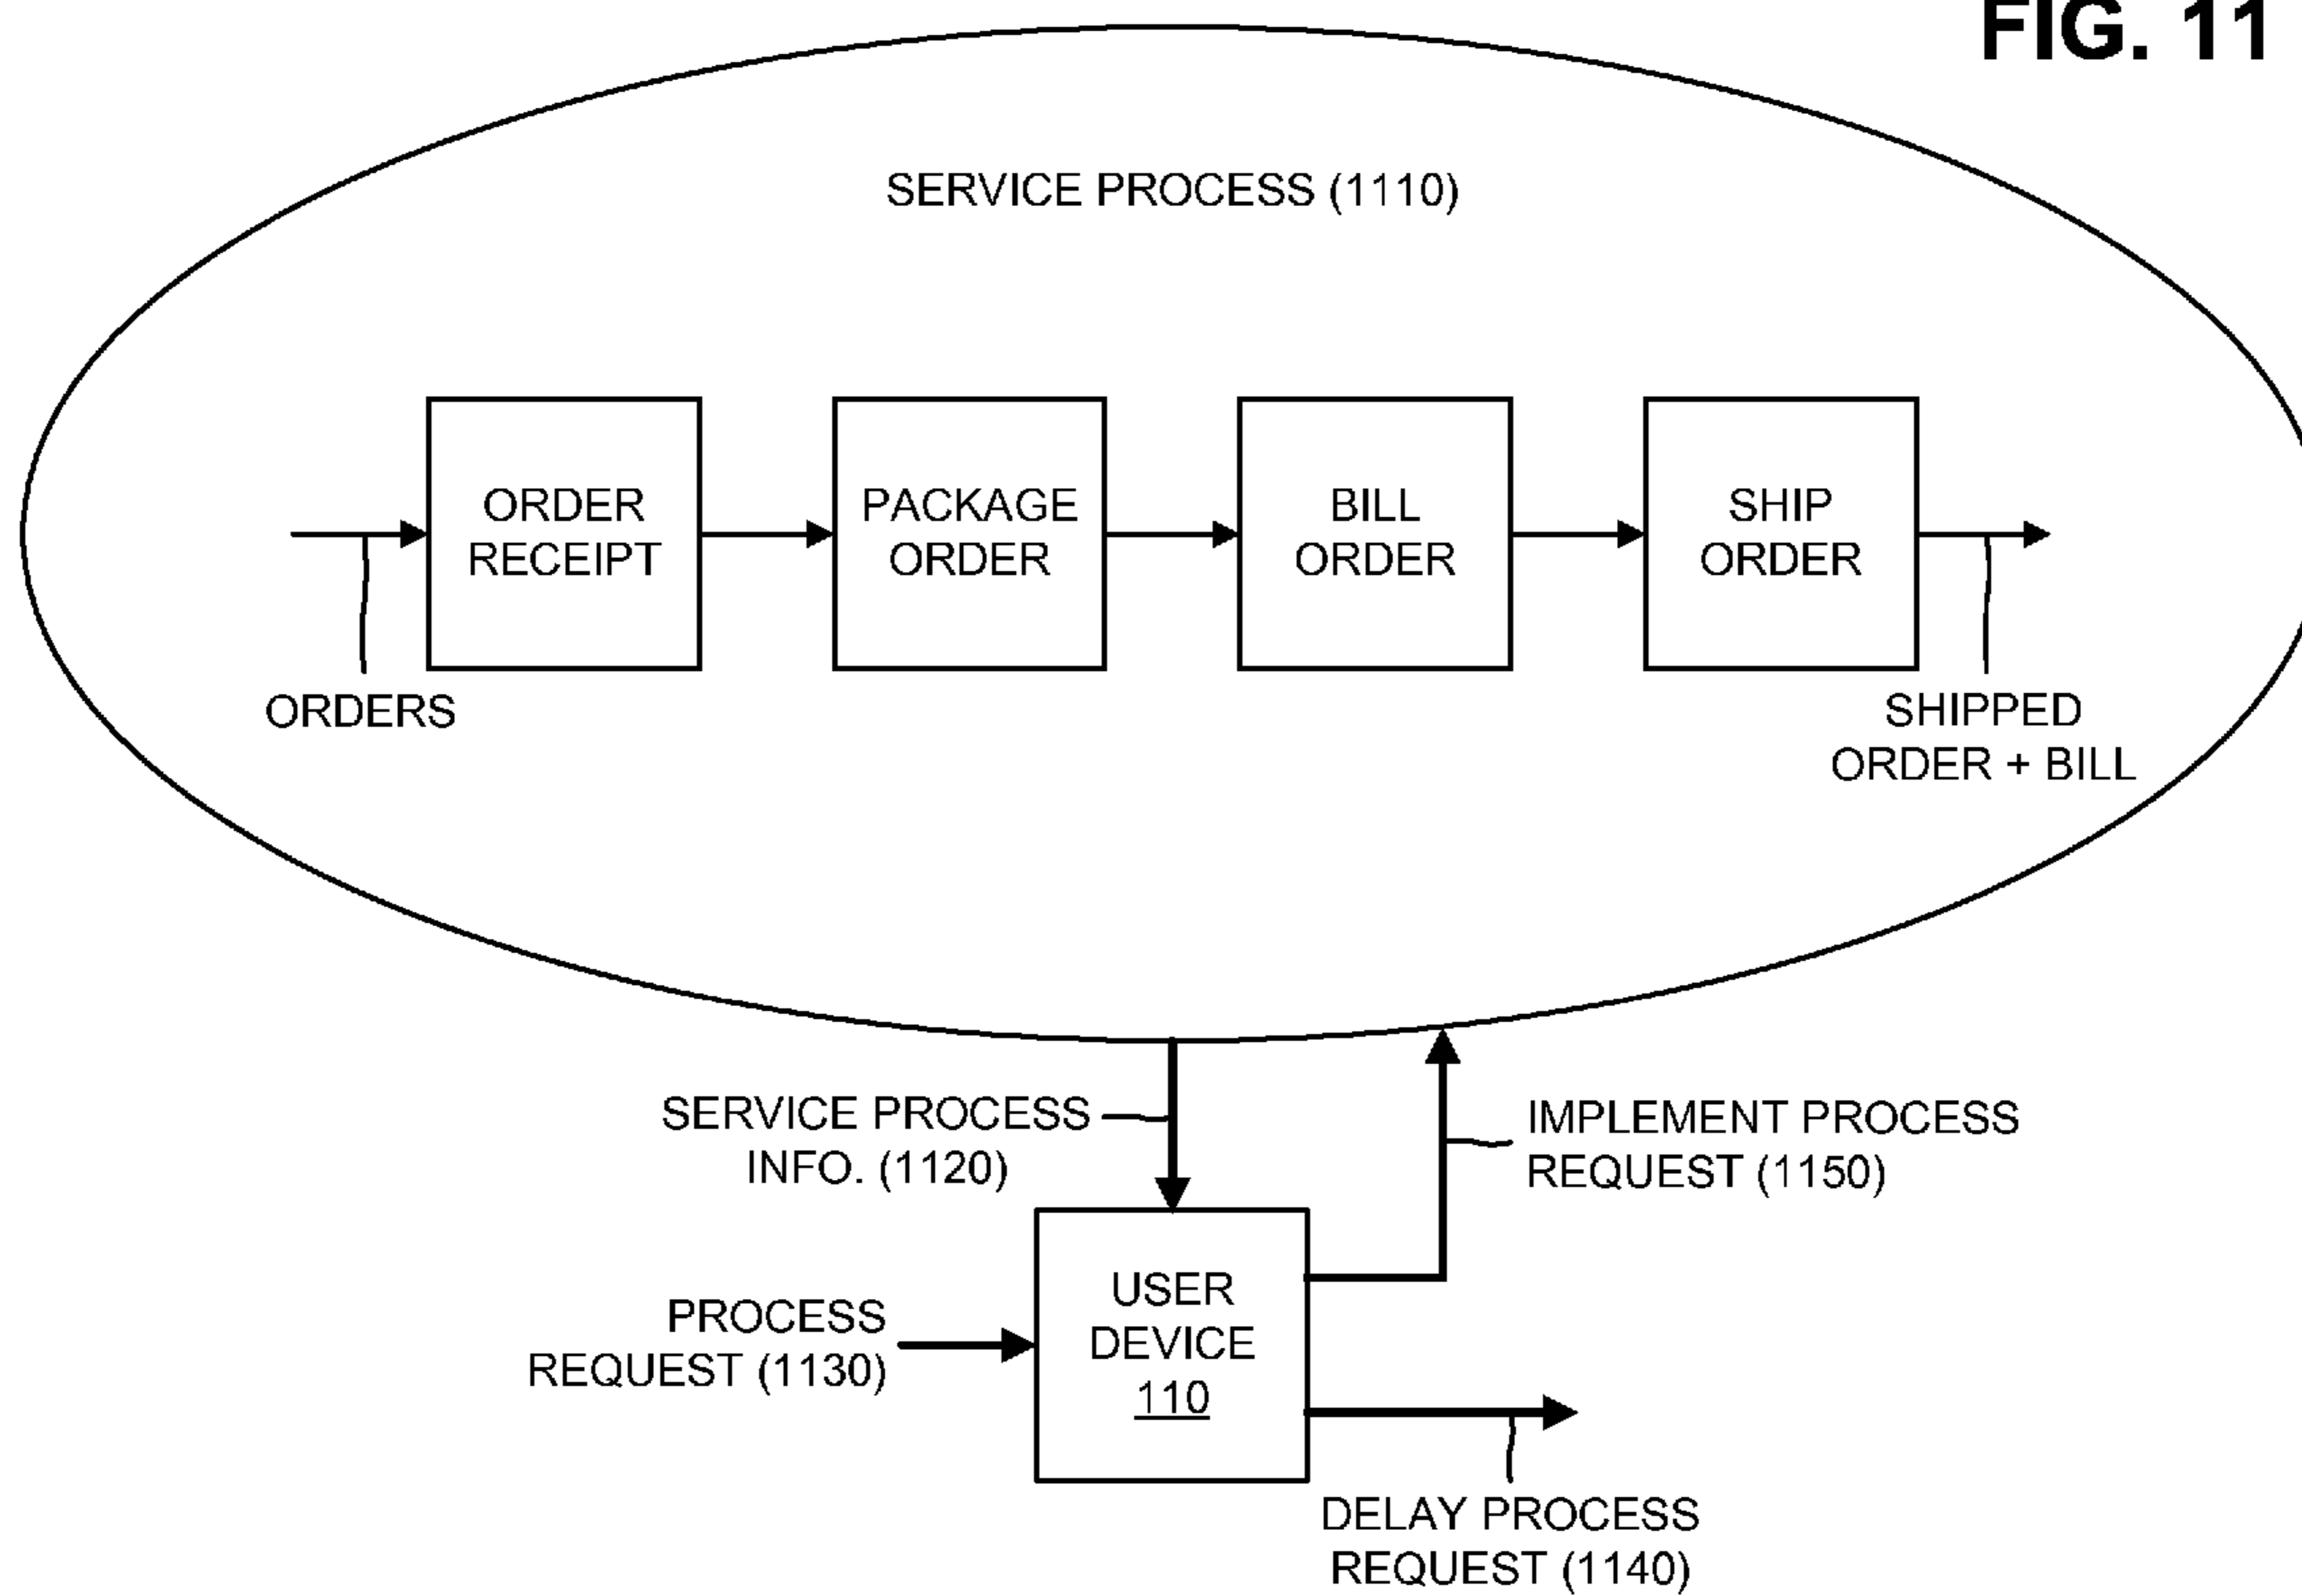 FIG. 11
SERVICE PROCESS (1110)
ORDER
RECEIPT
PACKAGE
ORDER
BILL
ORDER
SHIP
ORDER
ORDERS
SHIPPED
ORDER + BILL
SERVICE PROCESS
INFO. (1120)
IMPLEMENT PROCESS
REQUEST (1150)
PROCESS
REQUEST (1130)
USER
DEVICE
110
DELAY PROCESS
REQUEST (1140)